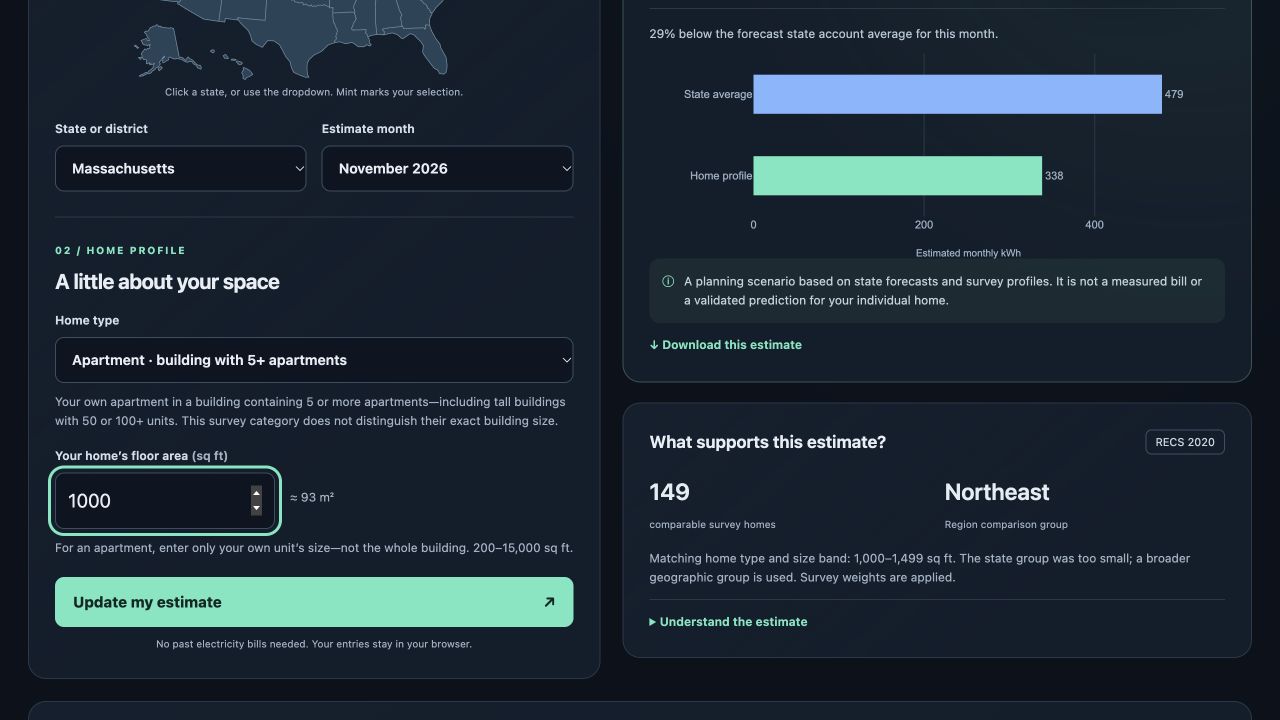 Click a state, or use the dropdown. Mint marks your selection.
State or district
Estimate month
Massachusetts
November 2026
02 / HOME PROFILE
A little about your space
Home type
Apartment · building with 5+ apartments
Your own apartment in a building containing 5 or more apartments—including tall buildings
with 50 or 100+ units. This survey category does not distinguish their exact building size.
Your home’s floor area (sq ft)
1000
≈ 93 m²
For an apartment, enter only your own unit’s size—not the whole building. 200–15,000 sq ft.
Update my estimate ↗
No past electricity bills needed. Your entries stay in your browser.
29% below the forecast state account average for this month.
State average
479
Home profile
338
0
200
400
Estimated monthly kWh
ⓘ A planning scenario based on state forecasts and survey profiles. It is not a measured bill or
a validated prediction for your individual home.
↓ Download this estimate
What supports this estimate?
RECS 2020
149
comparable survey homes
Northeast
Region comparison group
Matching home type and size band: 1,000–1,499 sq ft. The state group was too small; a broader
geographic group is used. Survey weights are applied.
▶ Understand the estimate